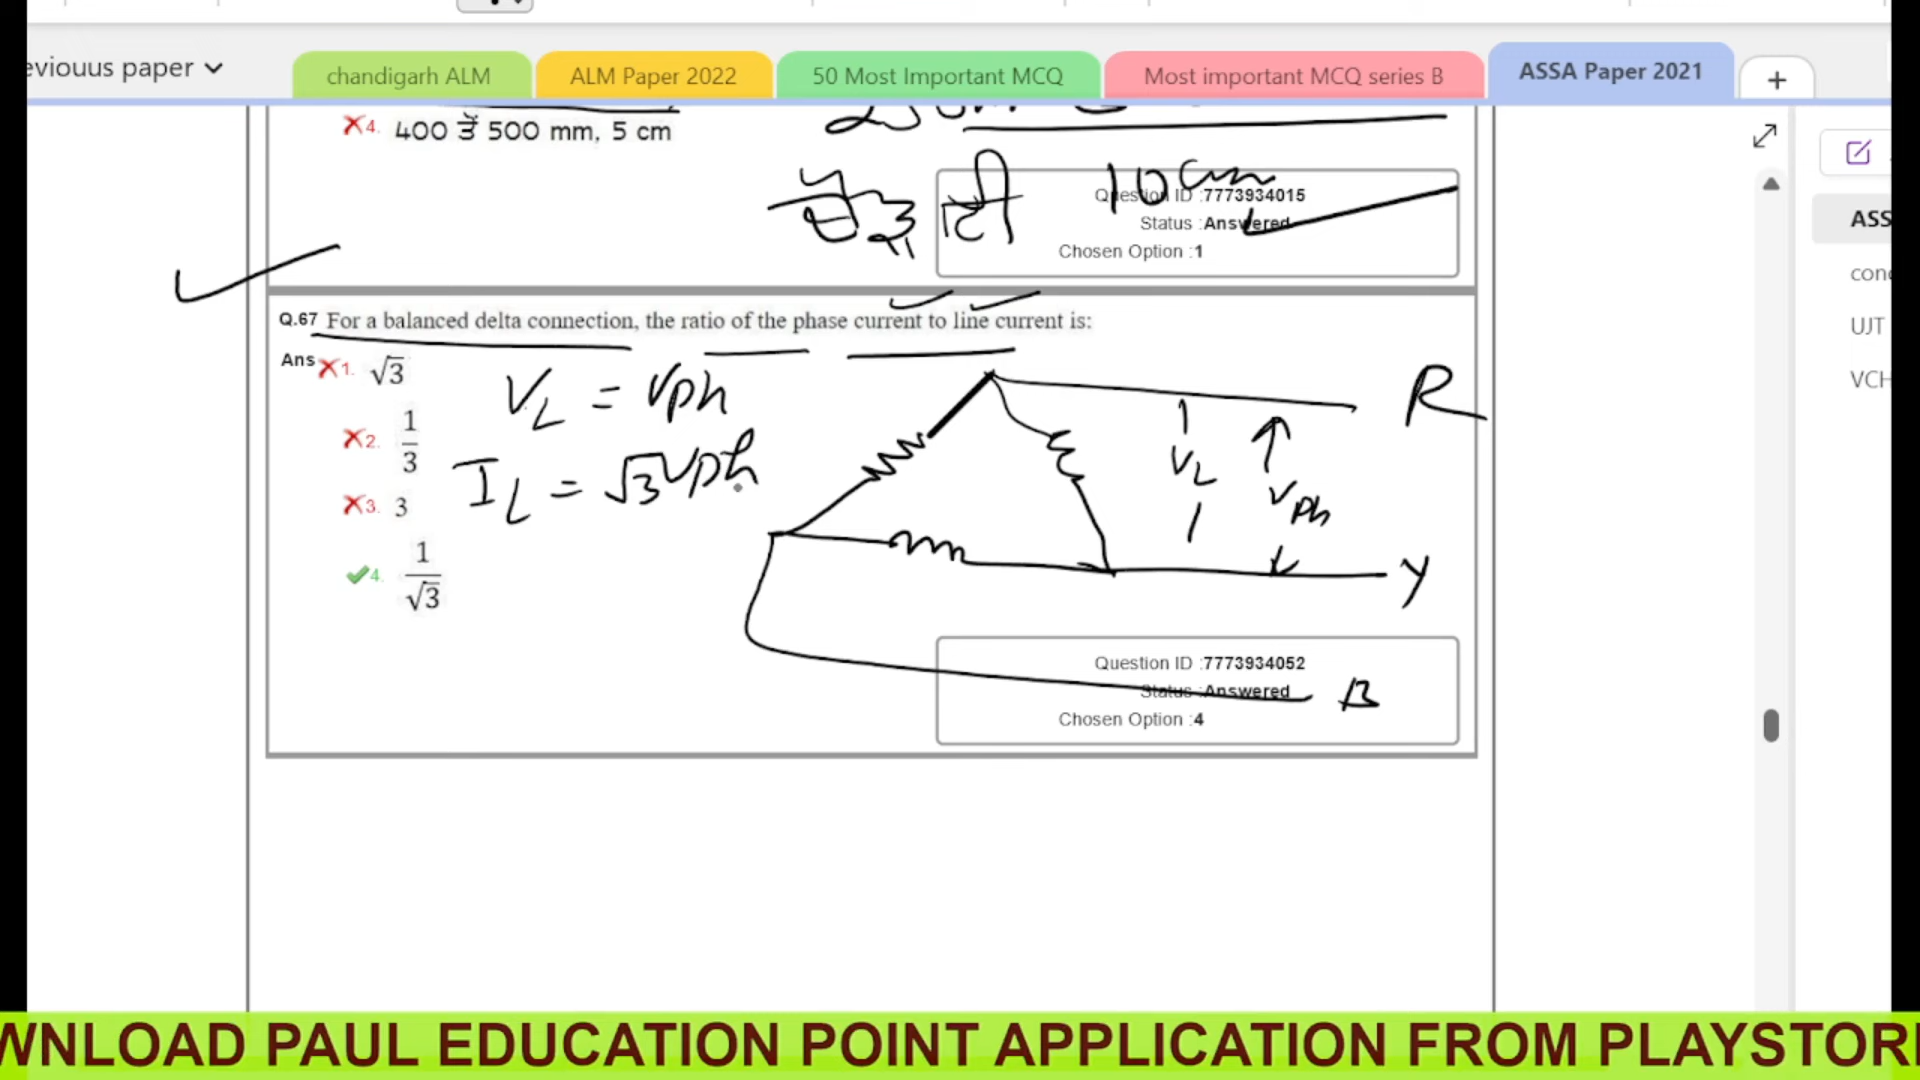 eviouus paper
chandigarh ALM
ALM Paper 2022
50 Most Important MCQ
Most important MCQ series B
ASSA Paper 2021
+
4. 400 से 500 mm, 5 cm
10 cm
Question ID :7773934015
Status :Answered
Chosen Option :1
ASS
conc
UJT
VCH
Q.67 For a balanced delta connection, the ratio of the phase current to line current is:
Ans
1. √3
2. 1/3
3. 3
4. 1/√3
VL = Vph
IL = √3 Vph
R
VL
Vph
Y
B
Question ID :7773934052
Status :Answered
Chosen Option :4
WNLOAD PAUL EDUCATION POINT APPLICATION FROM PLAYSTOR